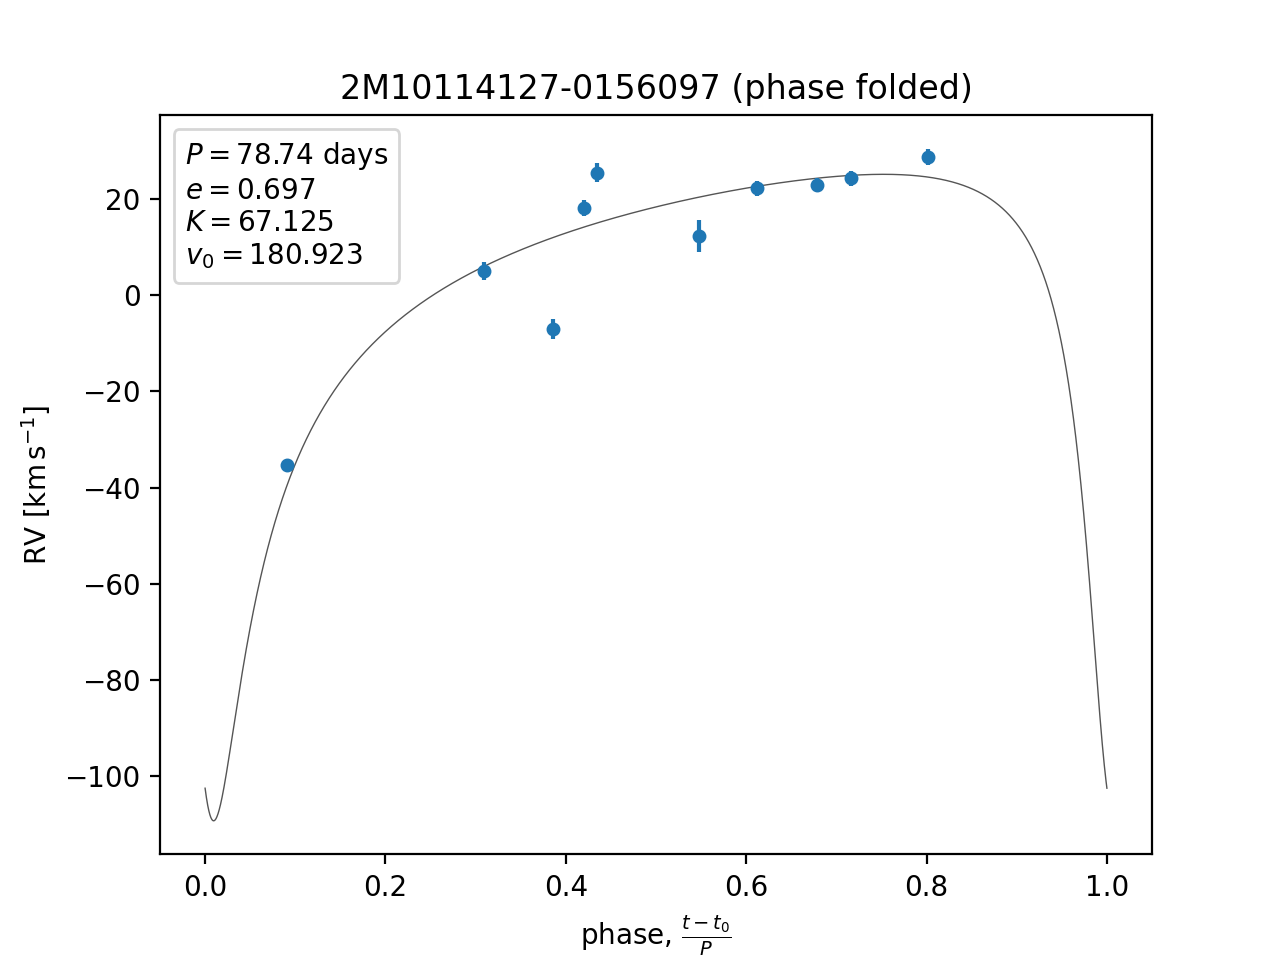 2M10114127-0156097 (phase folded)
P = 78.74 days
e = 0.697
K = 67.125
v₀ = 180.923
RV [km s⁻¹]
20
0
−20
−40
−60
−80
−100
0.0 0.2 0.4 0.6 0.8 1.0
phase, (t − t₀)/P